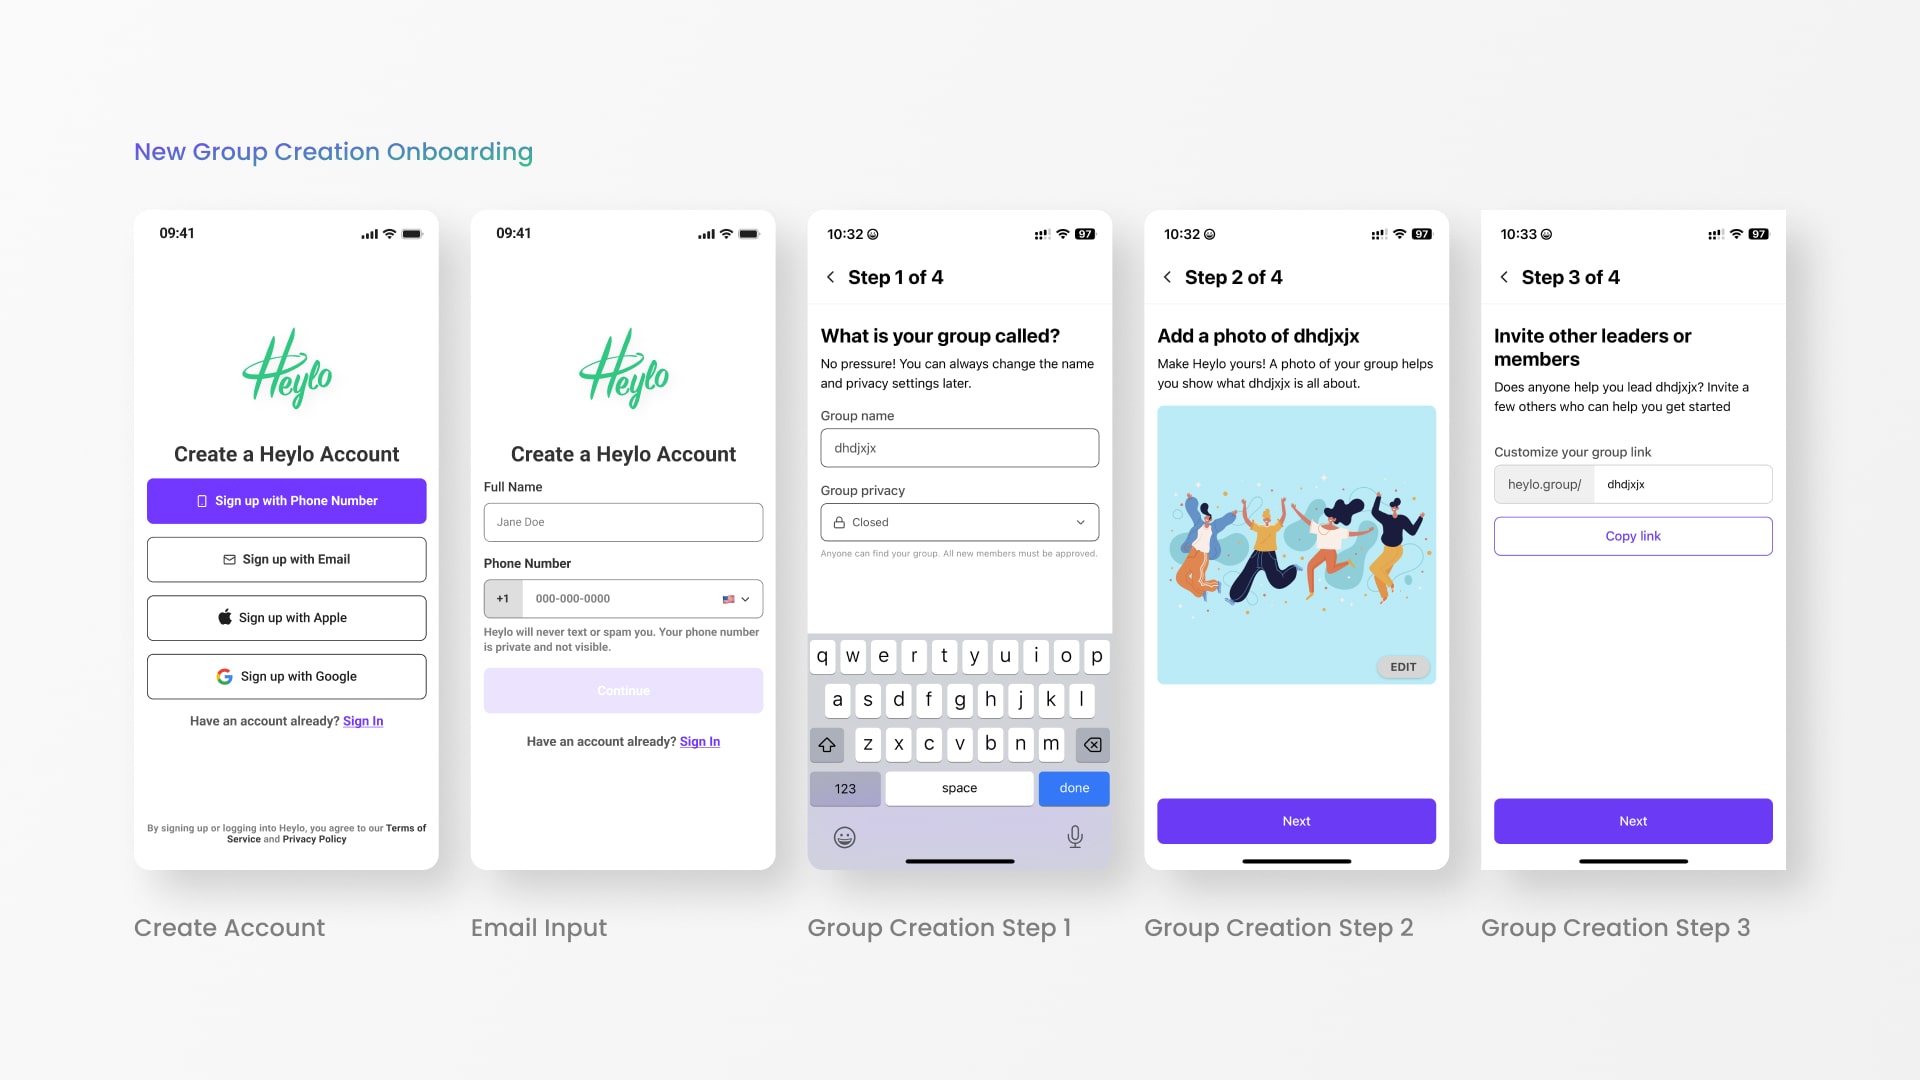 New Group Creation Onboarding
09:41
Heylo
Create a Heylo Account
Sign up with Phone Number
Sign up with Email
Sign up with Apple
Sign up with Google
Have an account already? Sign In
By signing up or logging into Heylo, you agree to our Terms of
Service and Privacy Policy
Create Account
09:41
Heylo
Create a Heylo Account
Full Name
Jane Doe
Phone Number
+1 000-000-0000
Heylo will never text or spam you. Your phone number
is private and not visible.
Continue
Have an account already? Sign In
Email Input
10:32 97
Step 1 of 4
What is your group called?
No pressure! You can always change the name
and privacy settings later.
Group name
dhdjxjx
Group privacy
Closed
Anyone can find your group. All new members must be approved.
q w e r t y u i o p
a s d f g h j k l
z x c v b n m
123 space done
Group Creation Step 1
10:32 97
Step 2 of 4
Add a photo of dhdjxjx
Make Heylo yours! A photo of your group helps
you show what dhdjxjx is all about.
EDIT
Next
Group Creation Step 2
10:33 97
Step 3 of 4
Invite other leaders or
members
Does anyone help you lead dhdjxjx? Invite a
few others who can help you get started
Customize your group link
heylo.group/ dhdjxjx
Copy link
Next
Group Creation Step 3